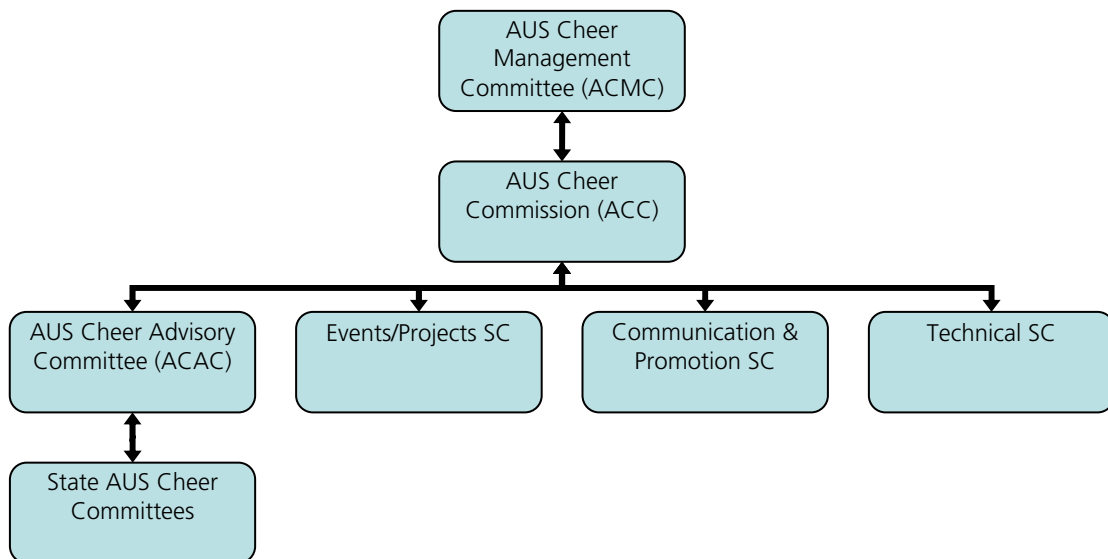 AUS Cheer
Management
Committee (ACMC)
AUS Cheer
Commission (ACC)
AUS Cheer Advisory
Committee (ACAC)
Events/Projects SC
Communication &
Promotion SC
Technical SC
State AUS Cheer
Committees